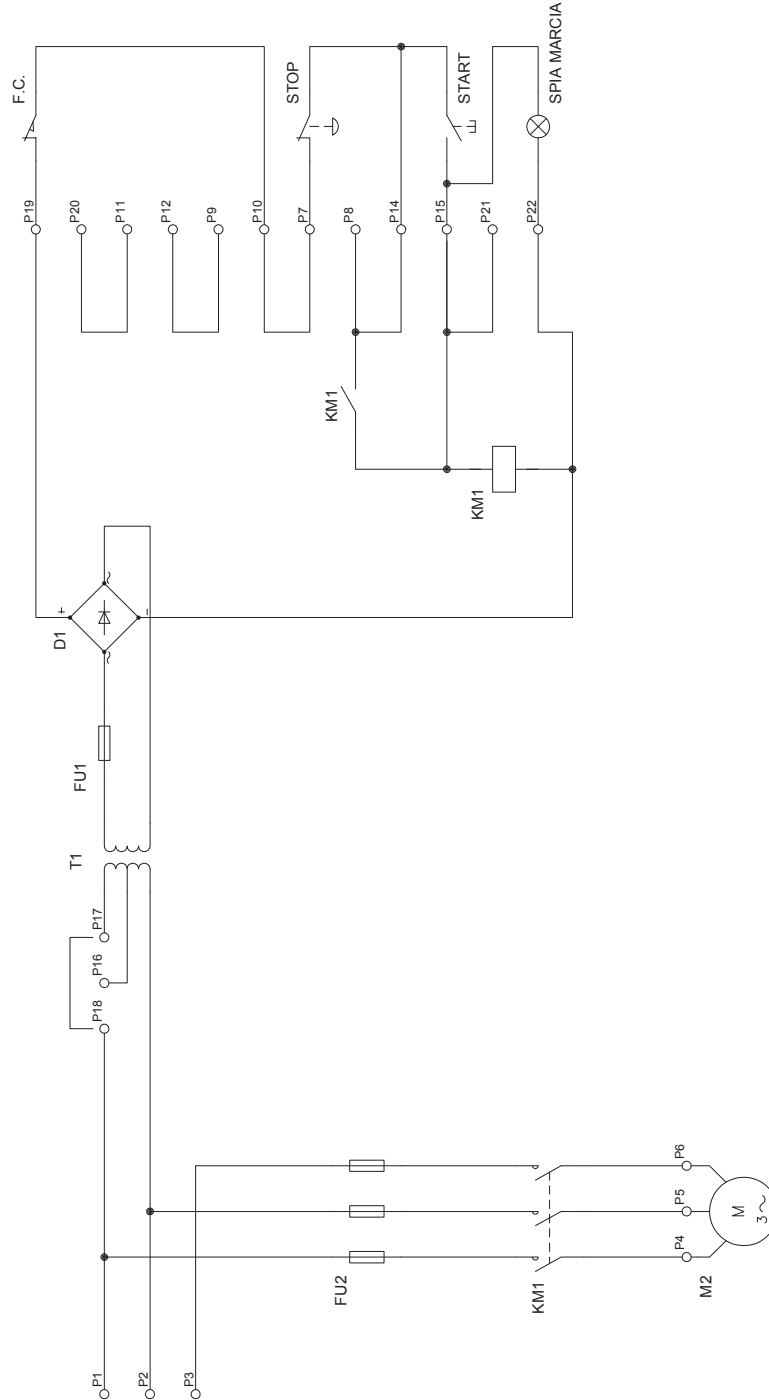 F.C.
STOP
START
SPIA MARCIA
P19
P20
P11
P12
P9
P10
P7
P8
P14
P15
P21
P22
KM1
KM1
D1
+
-
~
~
FU1
T1
P17
P16
P18
P1
P2
P3
FU2
KM1
P6
P5
P4
M2
M
3~